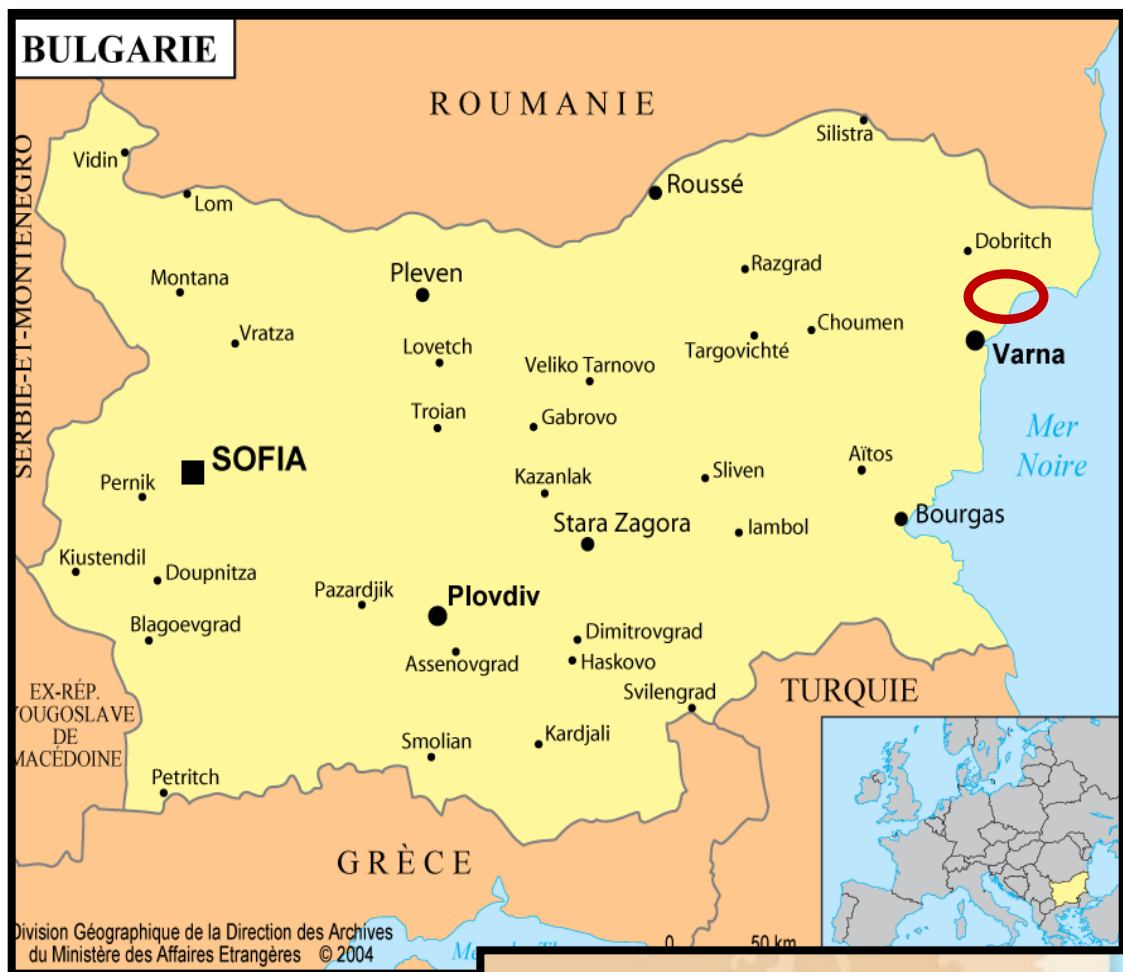 BULGARIE
ROUMANIE
Silistra
Vidin
Roussé
Lom
Dobritch
Razgrad
Pleven
Montana
Choumen
Vratza
Lovetch
Targovichté
Varna
Veliko Tarnovo
Troian
Gabrovo
Mer
Noire
SERBIE-ET-MONTENEGRO
SOFIA
Aïtos
Sliven
Kazanlak
Pernik
Bourgas
Stara Zagora
Iambol
Kiustendil
Doupnitza
Pazardjik
Plovdiv
Blagoevgrad
Dimitrovgrad
Assenovgrad
Haskovo
EX-RÉP.
YOUGOSLAVE
DE
MACÉDOINE
Svilengrad
TURQUIE
Kardjali
Smolian
Petritch
GRÈCE
Division Géographique de la Direction des Archives
du Ministère des Affaires Etrangères © 2004
0 50 km